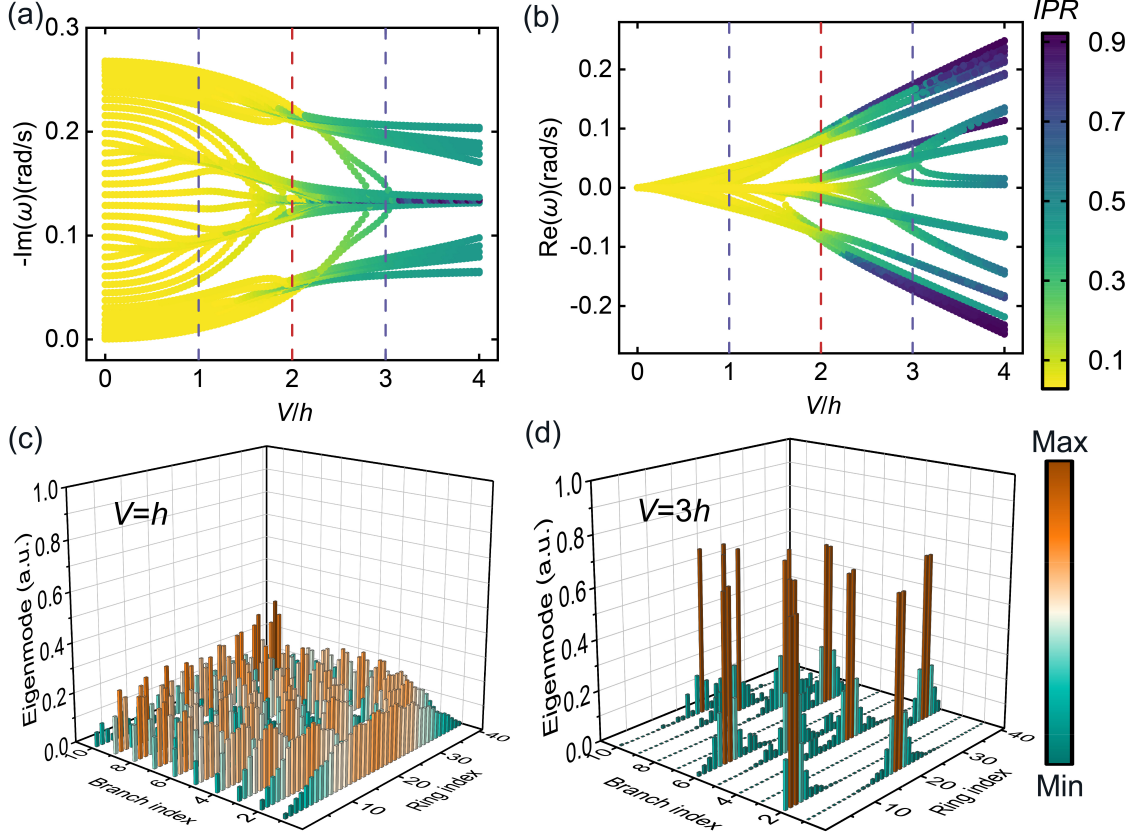 (a)
(b)
IPR
0.3
0.2
0.1
0.0
-Im(ω)(rad/s)
0
1
2
3
4
V/h
0.2
0.1
0.0
-0.1
-0.2
Re(ω)(rad/s)
0
1
2
3
4
V/h
0.9
0.7
0.5
0.3
0.1
(c)
V=h
1.0
0.8
0.6
0.4
0.2
0.0
Eigenmode (a.u.)
10
8
6
4
2
Branch index
10
20
30
40
Ring index
(d)
V=3h
1.0
0.8
0.6
0.4
0.2
0.0
Eigenmode (a.u.)
10
8
6
4
2
Branch index
10
20
30
40
Ring index
Max
Min